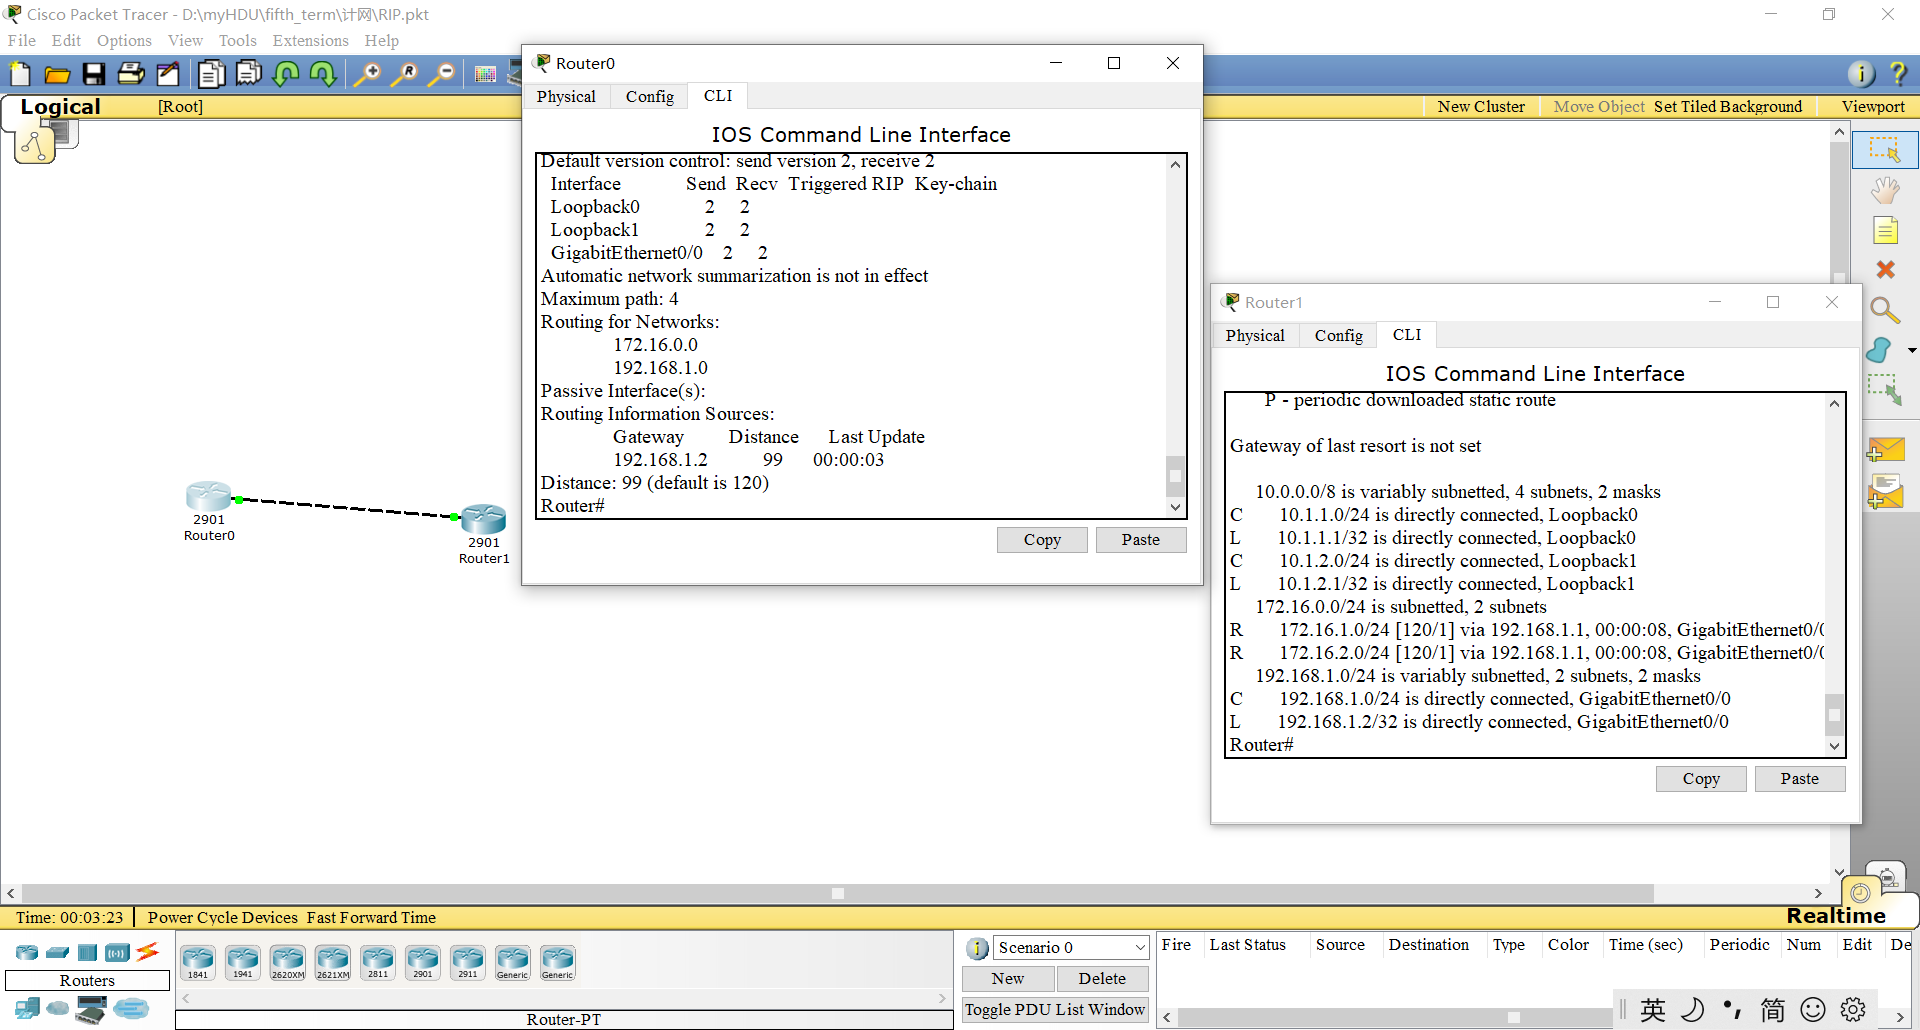 Cisco Packet Tracer - D:\myHDU\fifth_term\计网\RIP.pkt
File Edit Options View Tools Extensions Help
Logical [Root] New Cluster Move Object Set Tiled Background Viewport
Router0
Physical Config CLI
IOS Command Line Interface
Default version control: send version 2, receive 2
Interface Send Recv Triggered RIP Key-chain
Loopback0 2 2
Loopback1 2 2
GigabitEthernet0/0 2 2
Automatic network summarization is not in effect
Maximum path: 4
Routing for Networks:
172.16.0.0
192.168.1.0
Passive Interface(s):
Routing Information Sources:
Gateway Distance Last Update
192.168.1.2 99 00:00:03
Distance: 99 (default is 120)
Router#
Copy Paste
Router1
Physical Config CLI
IOS Command Line Interface
P - periodic downloaded static route
Gateway of last resort is not set
10.0.0.0/8 is variably subnetted, 4 subnets, 2 masks
C 10.1.1.0/24 is directly connected, Loopback0
L 10.1.1.1/32 is directly connected, Loopback0
C 10.1.2.0/24 is directly connected, Loopback1
L 10.1.2.1/32 is directly connected, Loopback1
172.16.0.0/24 is subnetted, 2 subnets
R 172.16.1.0/24 [120/1] via 192.168.1.1, 00:00:08, GigabitEthernet0/0
R 172.16.2.0/24 [120/1] via 192.168.1.1, 00:00:08, GigabitEthernet0/0
192.168.1.0/24 is variably subnetted, 2 subnets, 2 masks
C 192.168.1.0/24 is directly connected, GigabitEthernet0/0
L 192.168.1.2/32 is directly connected, GigabitEthernet0/0
Router#
Copy Paste
2901
Router0
2901
Router1
Time: 00:03:23 Power Cycle Devices Fast Forward Time
Realtime
Routers
1841 1941 2620XM 2621XM 2811 2901 2911 Generic Generic
Router-PT
Scenario 0
New Delete
Toggle PDU List Window
Fire Last Status Source Destination Type Color Time (sec) Periodic Num Edit De
英 简